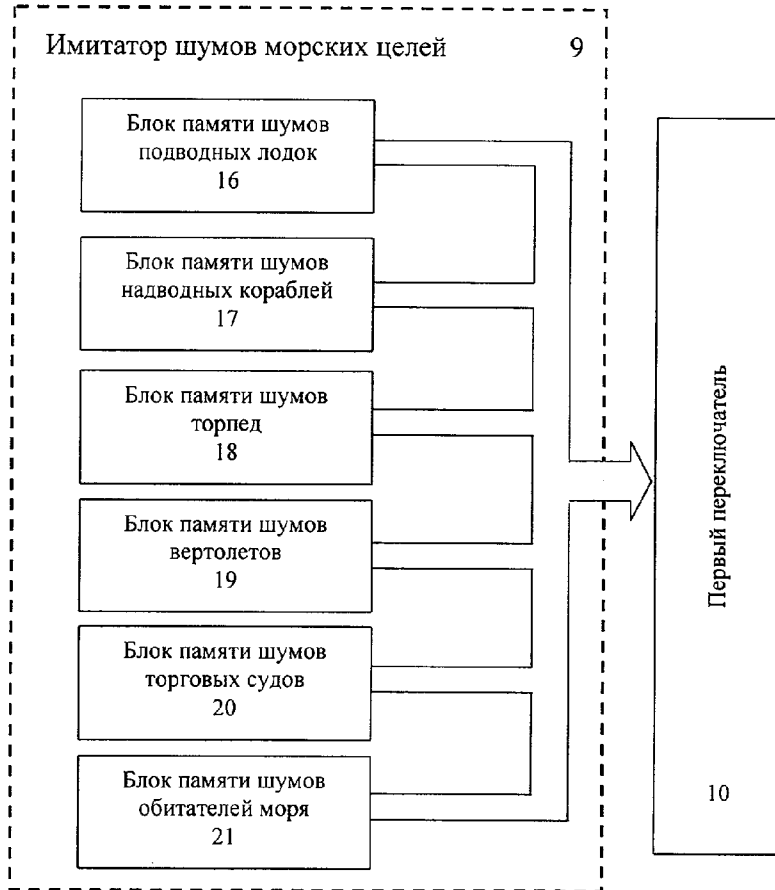 Имитатор шумов морских целей 9
Блок памяти шумов
подводных лодок
16
Блок памяти шумов
надводных кораблей
17
Блок памяти шумов
торпед
18
Блок памяти шумов
вертолетов
19
Блок памяти шумов
торговых судов
20
Блок памяти шумов
обитателей моря
21
Первый переключатель
10